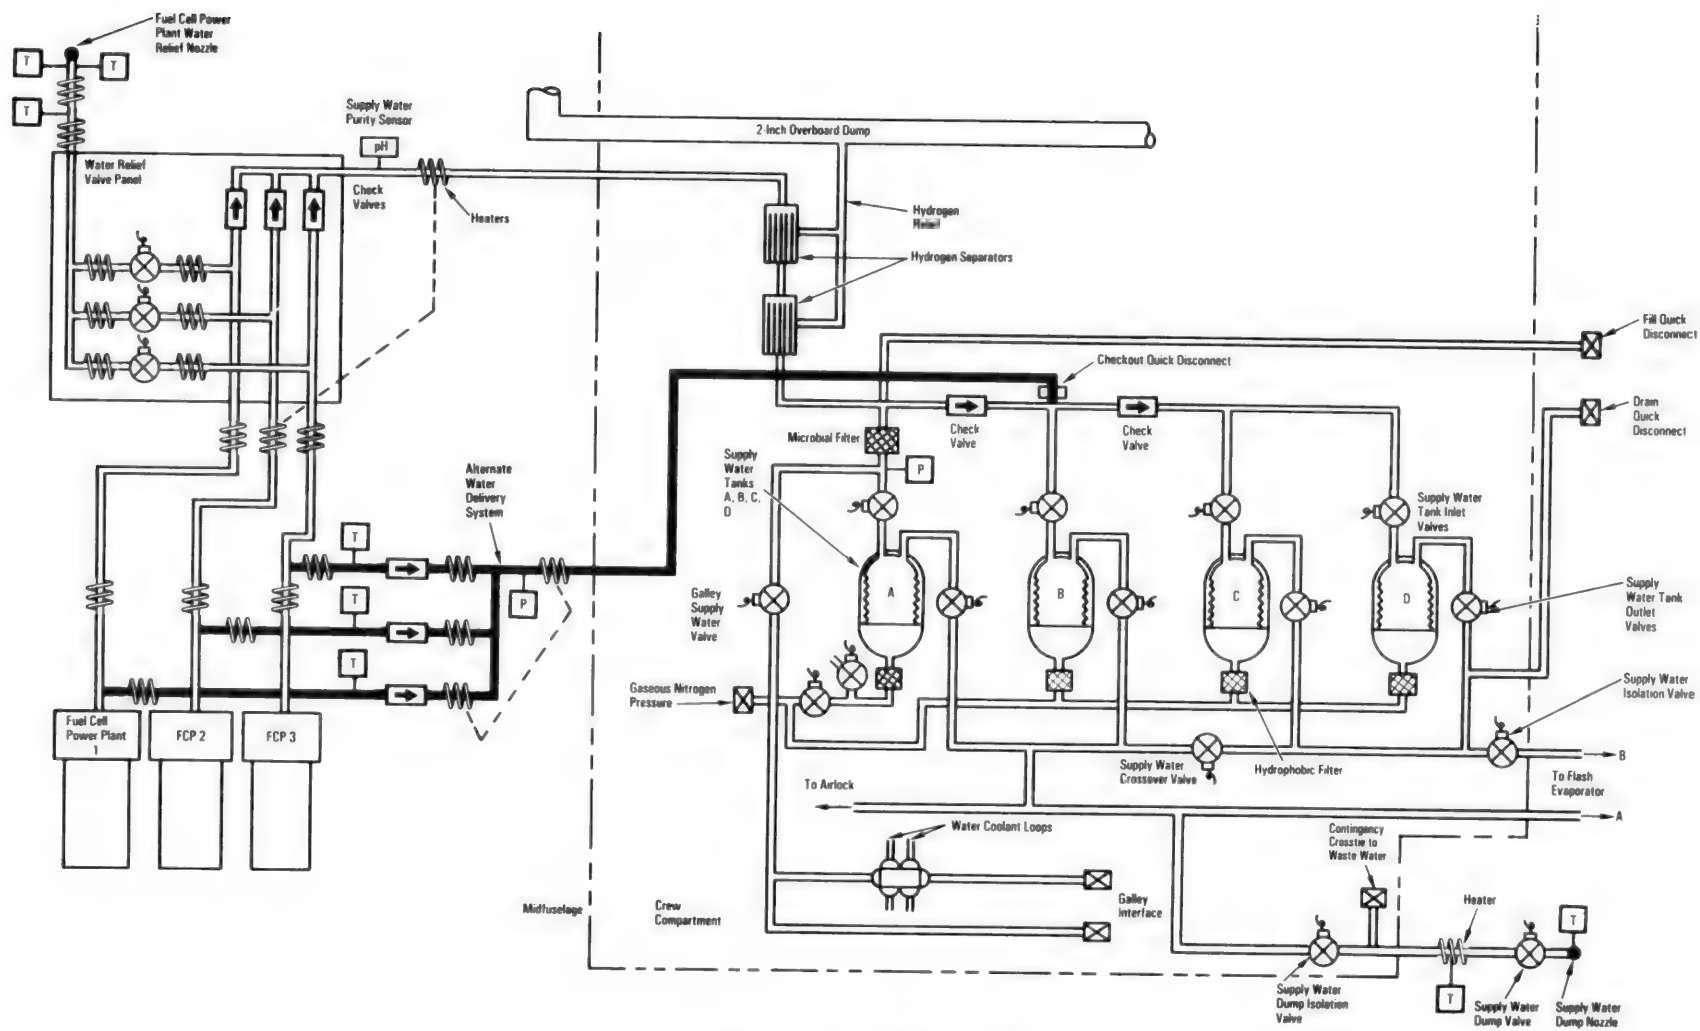 Fuel Cell Power
Plant Water
Relief Nozzle
T
T
T
Supply Water
Purity Sensor
pH
2-Inch Overboard Dump
Water Relief
Valve Panel
Check
Valves
Heaters
Hydrogen
Relief
Hydrogen Separators
Fill Quick
Disconnect
Checkout Quick Disconnect
Drain
Quick
Disconnect
Microbial Filter
Check
Valve
Check
Valve
P
Supply
Water
Tanks
A, B, C,
D
Alternate
Water
Delivery
System
Supply Water
Tank Inlet
Valves
T
T
T
P
A
B
C
D
Galley
Supply
Water
Valve
Supply
Water Tank
Outlet
Valves
Gaseous Nitrogen
Pressure
Supply Water
Isolation Valve
Fuel Cell
Power Plant
1
FCP 2
FCP 3
Supply Water
Crossover Valve
Hydrophobic Filter
B
To Flash
Evaporator
A
To Airlock
Water Coolant Loops
Contingency
Crosstie to
Waste Water
Midfuselage
Crew
Compartment
Galley
Interface
Heater
T
T
Supply Water
Dump Isolation
Valve
Supply Water
Dump Valve
Supply Water
Dump Nozzle